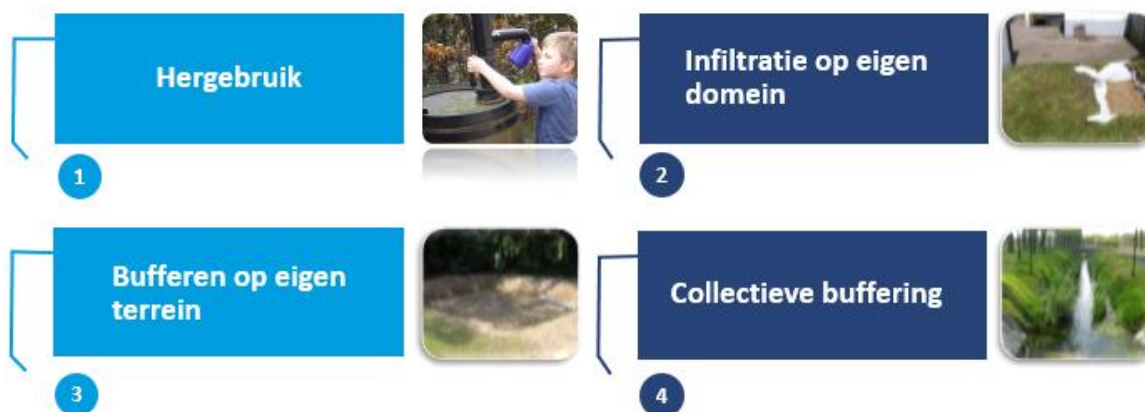 Hergebruik
1
Infiltratie op eigen
domein
2
Bufferen op eigen
terrein
3
Collectieve buffering
4